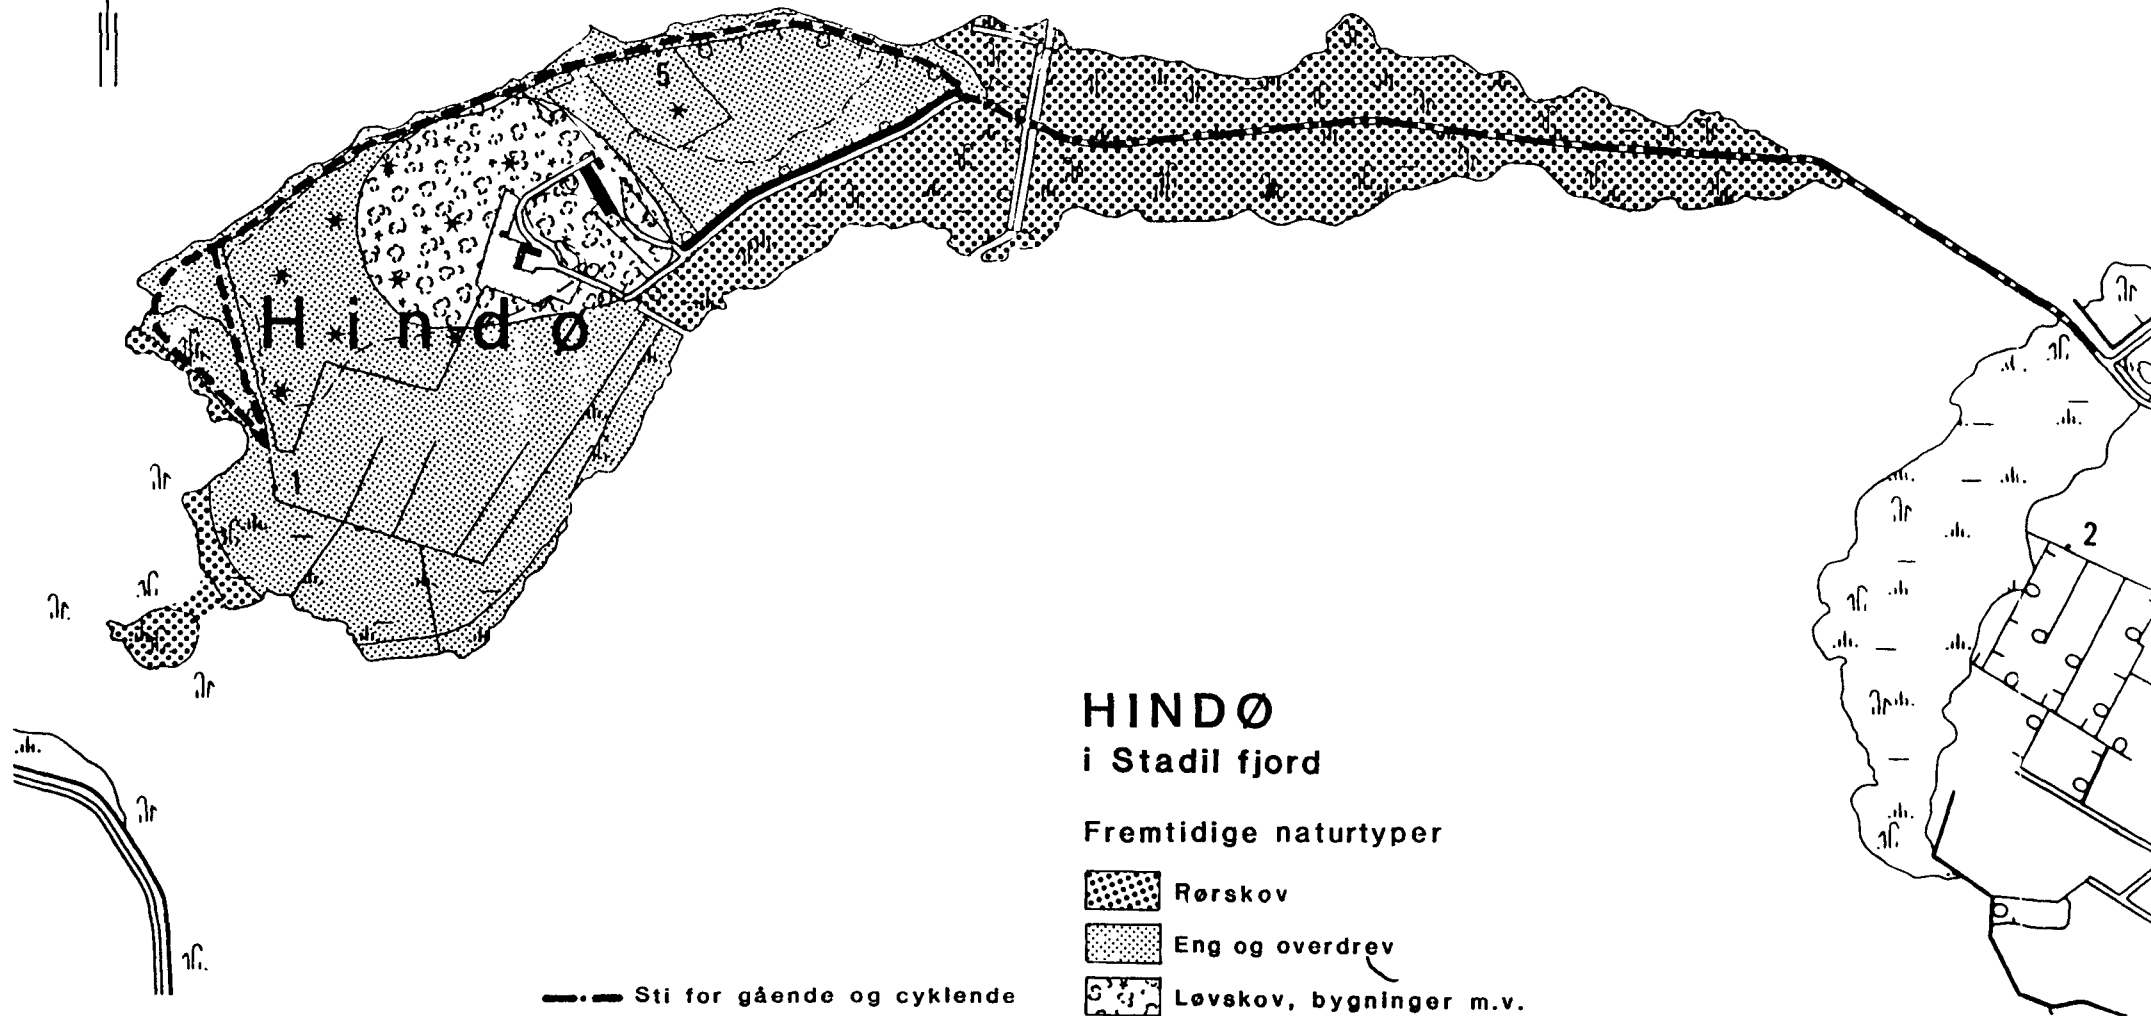 5
Hindø
1
2
HINDØ
i Stadil fjord
Fremtidige naturtyper
Rørskov
Eng og overdrev
Sti for gående og cyklende
Løvskov, bygninger m.v.